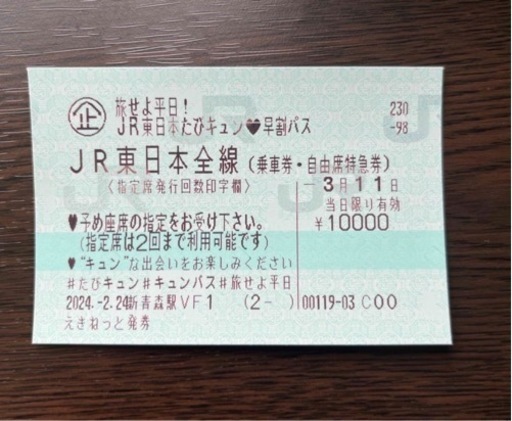 企 旅せよ平日!
JR東日本たびキュン♥早割パス
230
-98
JR東日本全線(乗車券・自由席特急券)
〈指定席発行回数印字欄〉
-3月11日
当日限り有効
¥10000
♥予め座席の指定をお受け下さい。
(指定席は2回まで利用可能です)
♥"キュン"な出会いをお楽しみください
#たびキュン#キュンパス#旅せよ平日
2024.-2.24新青森駅VF1 (2- ) 00119-03 C00
えきねっと発券